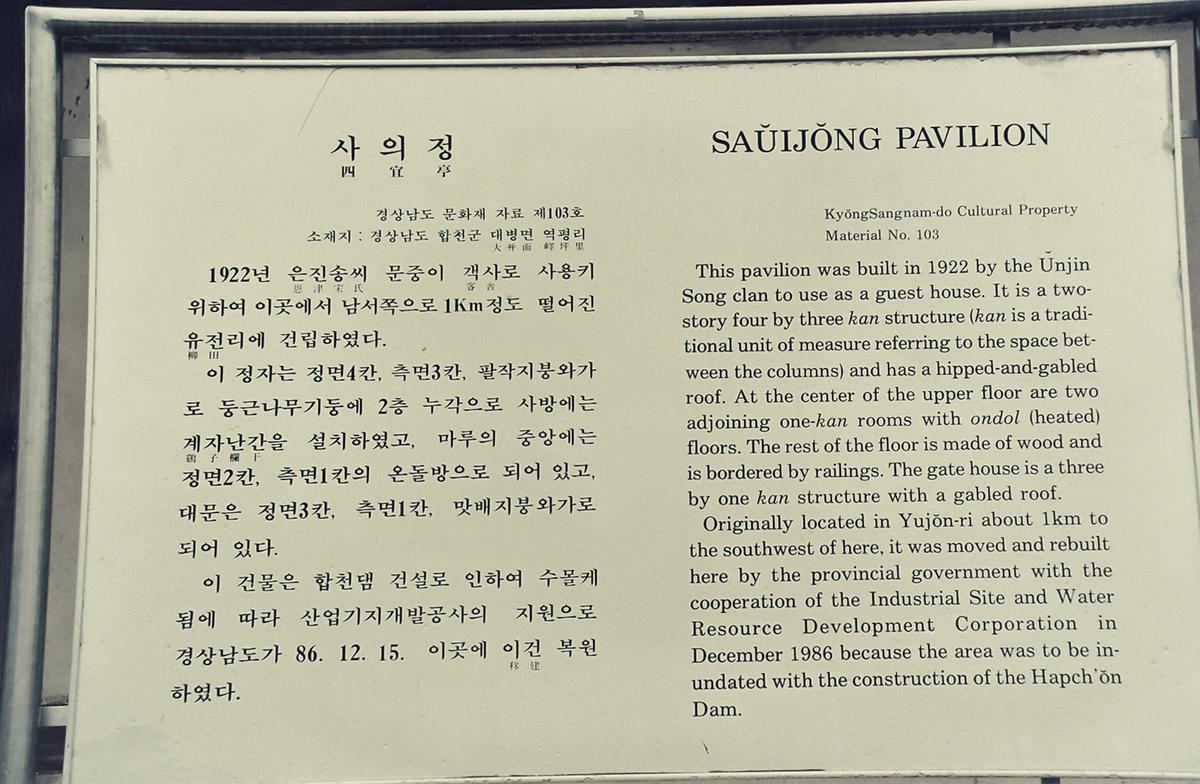 사의정
四宜亭
경상남도 문화재 자료 제103호
소재지 : 경상남도 합천군 대병면 역평리
大幷面 嶧坪里
1922년 은진송씨 문중이 객사로 사용키
恩津宋氏 客舍
위하여 이곳에서 남서쪽으로 1Km정도 떨어진
유전리에 건립하였다.
柳田
이 정자는 정면4칸, 측면3칸, 팔작지붕와가
로 둥근나무기둥에 2층 누각으로 사방에는
계자난간을 설치하였고, 마루의 중앙에는
鷄子欄干
정면2칸, 측면1칸의 온돌방으로 되어 있고,
대문은 정면3칸, 측면1칸, 맛배지붕와가로
되어 있다.
이 건물은 합천댐 건설로 인하여 수몰케
됨에 따라 산업기지개발공사의 지원으로
경상남도가 86. 12. 15. 이곳에 이건 복원
移建
하였다.
SAŬIJŎNG PAVILION
KyŏngSangnam-do Cultural Property
Material No. 103
This pavilion was built in 1922 by the Ŭnjin
Song clan to use as a guest house. It is a two-
story four by three kan structure (kan is a tradi-
tional unit of measure referring to the space bet-
ween the columns) and has a hipped-and-gabled
roof. At the center of the upper floor are two
adjoining one-kan rooms with ondol (heated)
floors. The rest of the floor is made of wood and
is bordered by railings. The gate house is a three
by one kan structure with a gabled roof.
Originally located in Yujŏn-ri about 1km to
the southwest of here, it was moved and rebuilt
here by the provincial government with the
cooperation of the Industrial Site and Water
Resource Development Corporation in
December 1986 because the area was to be in-
undated with the construction of the Hapch'ŏn
Dam.